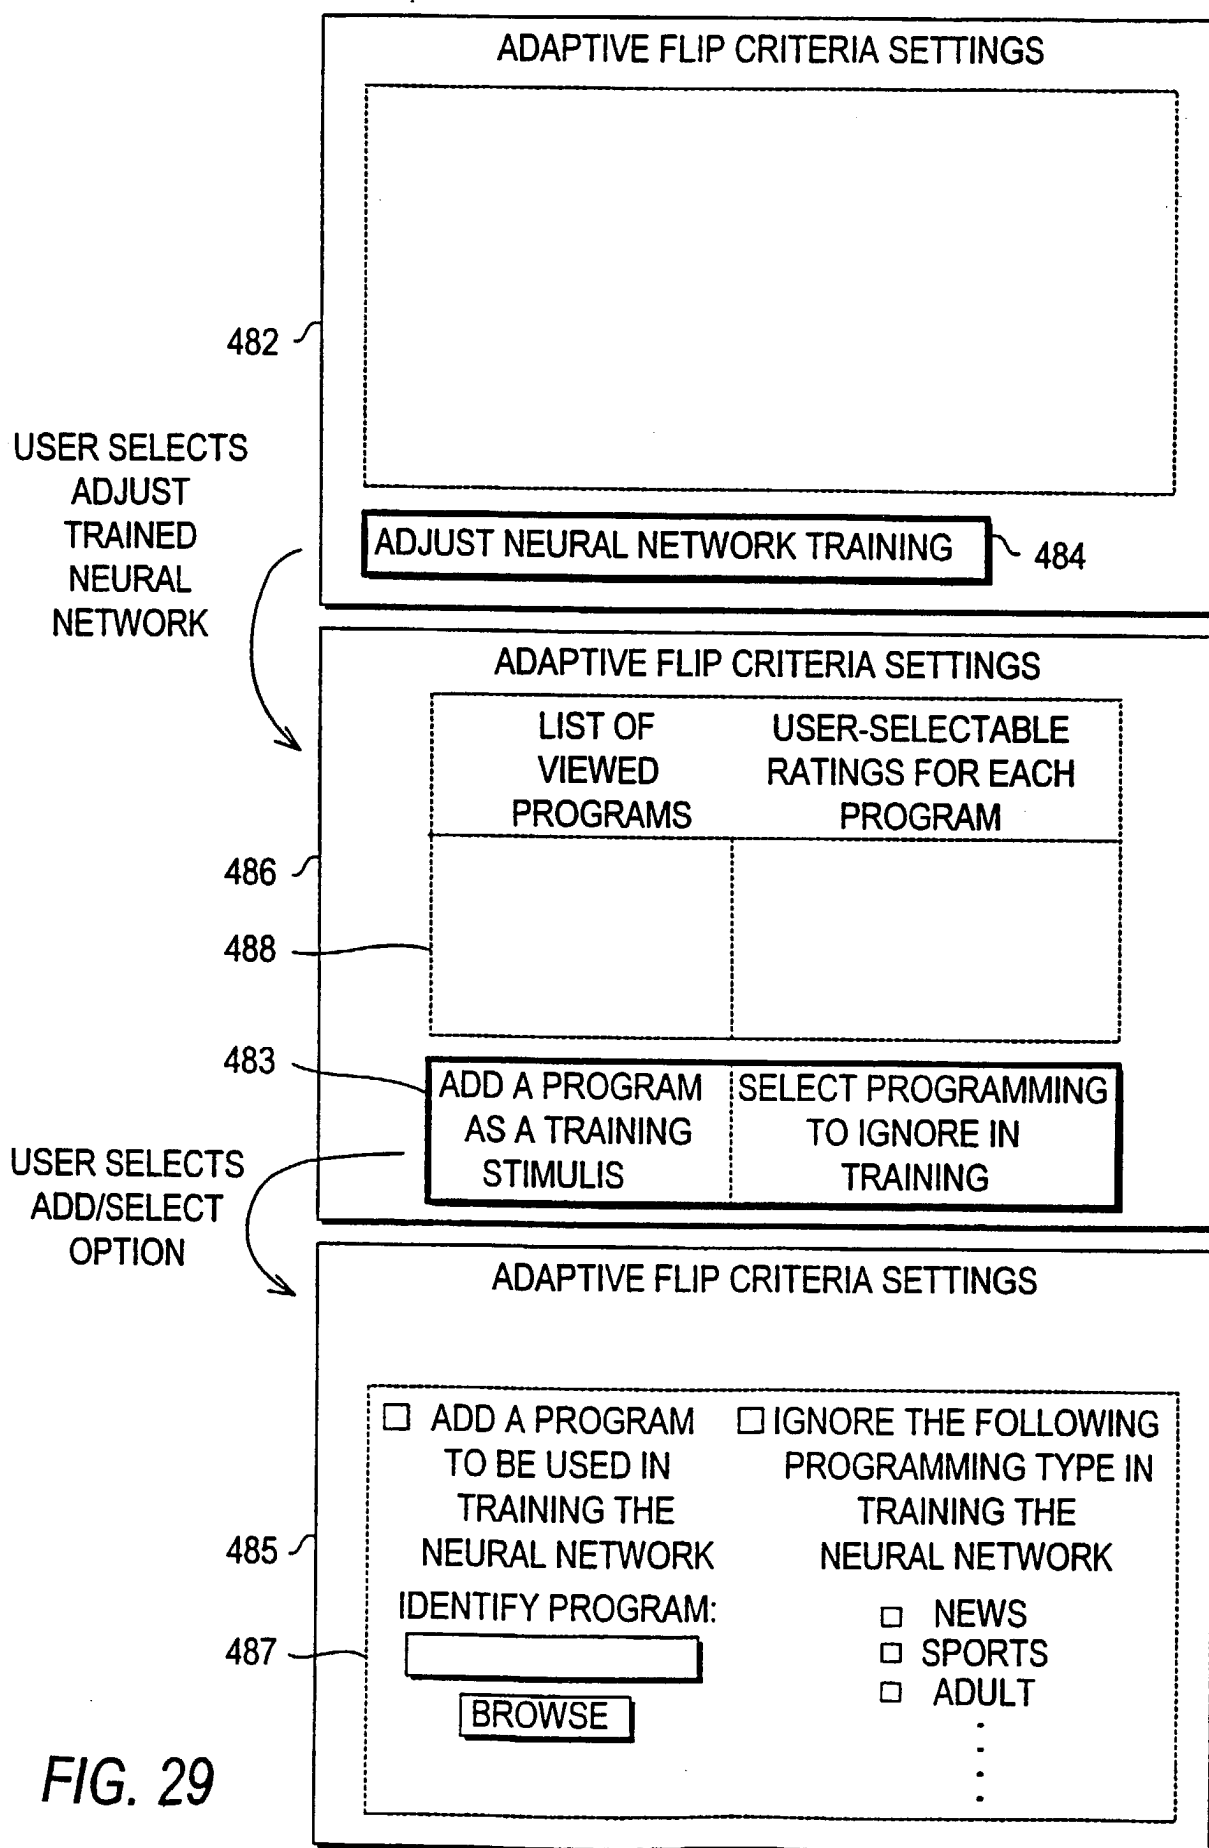 ADAPTIVE FLIP CRITERIA SETTINGS
482
USER SELECTS
ADJUST
TRAINED
NEURAL
NETWORK
ADJUST NEURAL NETWORK TRAINING
484
ADAPTIVE FLIP CRITERIA SETTINGS
LIST OF
VIEWED
PROGRAMS
USER-SELECTABLE
RATINGS FOR EACH
PROGRAM
486
488
483
ADD A PROGRAM
AS A TRAINING
STIMULIS
SELECT PROGRAMMING
TO IGNORE IN
TRAINING
USER SELECTS
ADD/SELECT
OPTION
ADAPTIVE FLIP CRITERIA SETTINGS
ADD A PROGRAM
TO BE USED IN
TRAINING THE
NEURAL NETWORK
IDENTIFY PROGRAM:
BROWSE
IGNORE THE FOLLOWING
PROGRAMMING TYPE IN
TRAINING THE
NEURAL NETWORK
NEWS
SPORTS
ADULT
485
487
FIG. 29